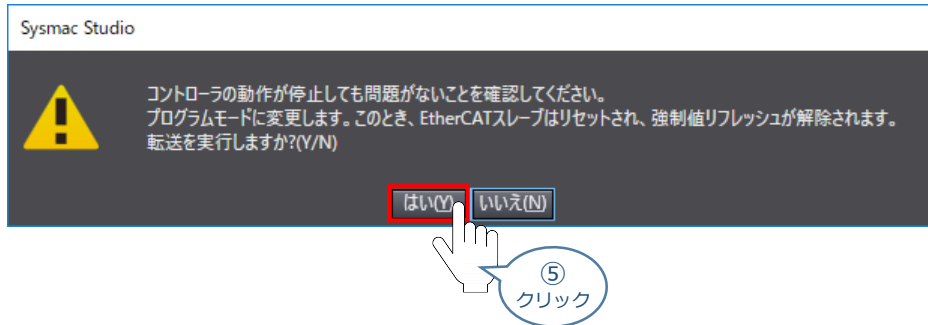 Sysmac Studio
コントローラの動作が停止しても問題がないことを確認してください。
プログラムモードに変更します。このとき、EtherCATスレーブはリセットされ、強制値リフレッシュが解除されます。
転送を実行しますか?(Y/N)
はい(Y) いいえ(N)
⑤
クリック